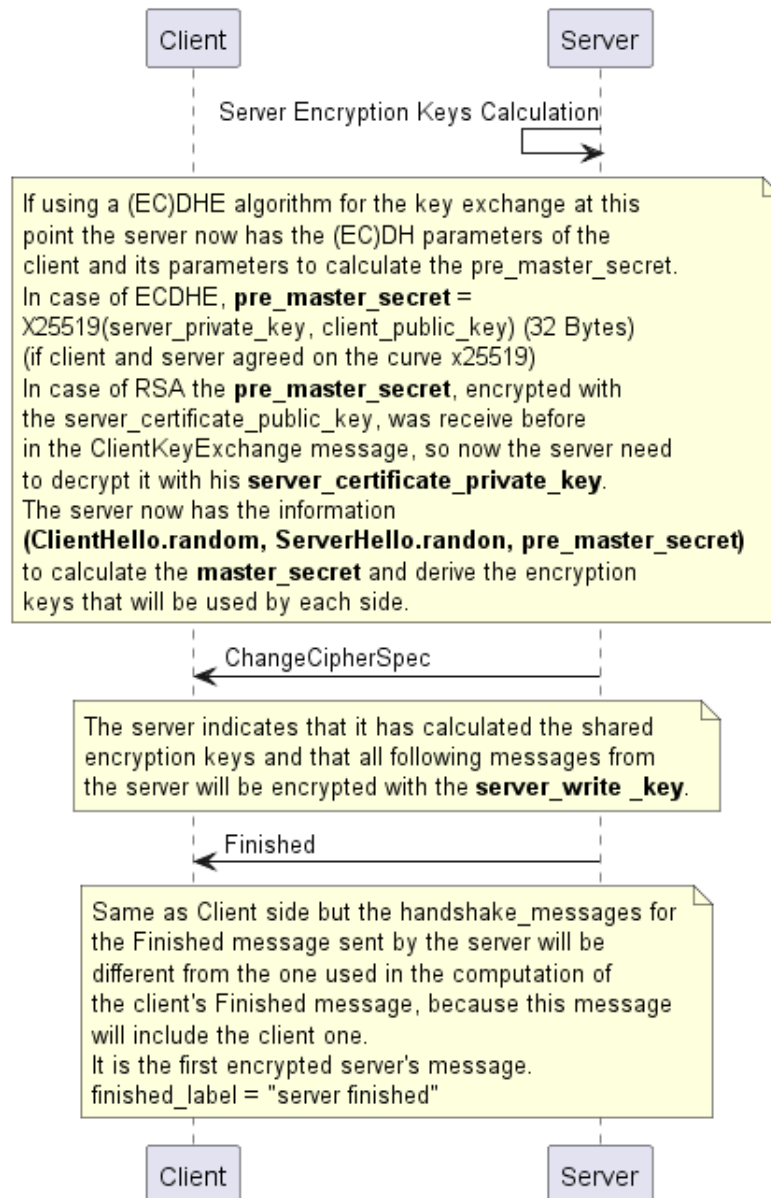 Client Server
Server Encryption Keys Calculation
If using a (EC)DHE algorithm for the key exchange at this
point the server now has the (EC)DH parameters of the
client and its parameters to calculate the pre_master_secret.
In case of ECDHE, pre_master_secret =
X25519(server_private_key, client_public_key) (32 Bytes)
(if client and server agreed on the curve x25519)
In case of RSA the pre_master_secret, encrypted with
the server_certificate_public_key, was receive before
in the ClientKeyExchange message, so now the server need
to decrypt it with his server_certificate_private_key.
The server now has the information
(ClientHello.random, ServerHello.randon, pre_master_secret)
to calculate the master_secret and derive the encryption
keys that will be used by each side.
ChangeCipherSpec
The server indicates that it has calculated the shared
encryption keys and that all following messages from
the server will be encrypted with the server_write _key.
Finished
Same as Client side but the handshake_messages for
the Finished message sent by the server will be
different from the one used in the computation of
the client's Finished message, because this message
will include the client one.
It is the first encrypted server's message.
finished_label = "server finished"
Client Server